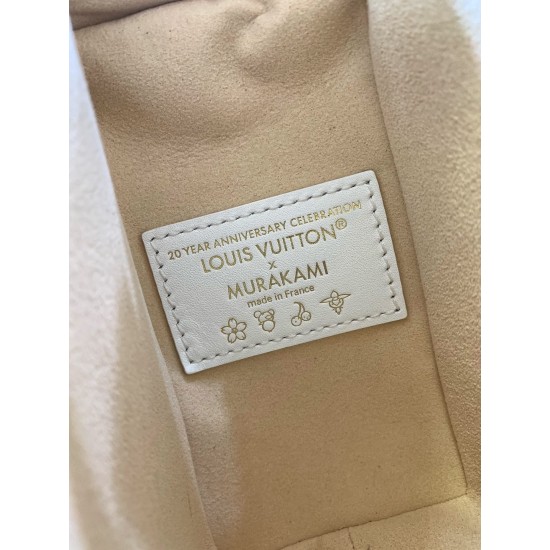 20 YEAR ANNIVERSARY CELEBRATION
LOUIS VUITTON®
×
MURAKAMI
made in France